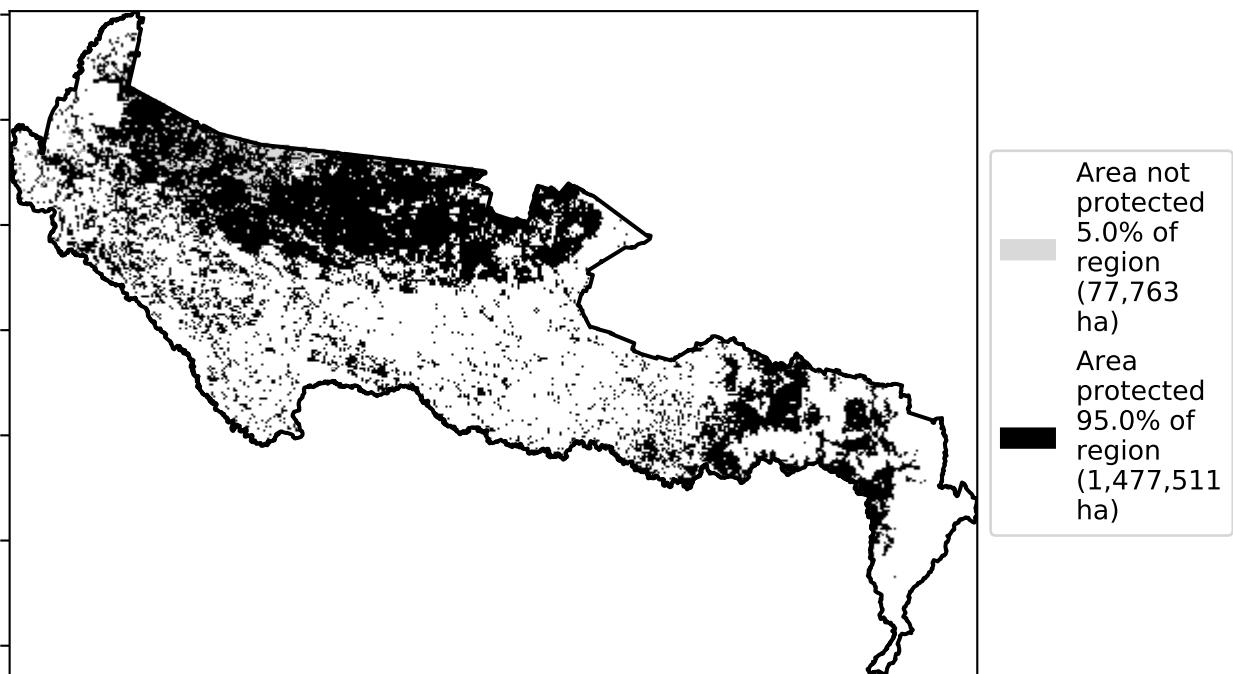 Area not
protected
5.0% of
region
(77,763
ha)
Area
protected
95.0% of
region
(1,477,511
ha)